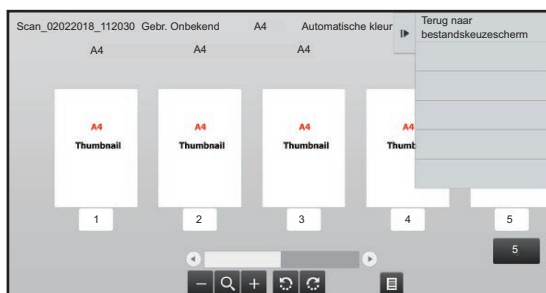 Scan_02022018_112030 Gebr. Onbekend A4 Automatische kleur
Terug naar
bestandskeuzescherm
A4 A4 A4
A4 A4 A4 A4
Thumbnail Thumbnail Thumbnail Thumb
1 2 3 4 5
5